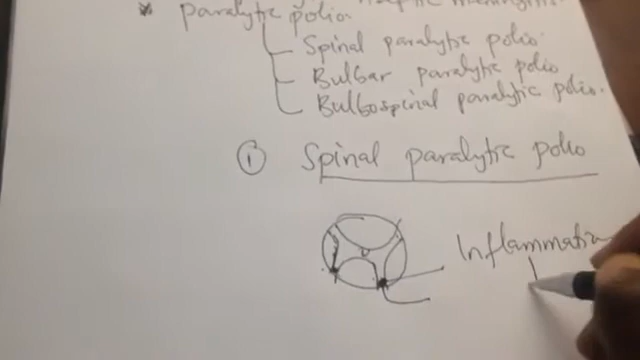 * Paralytic polio
Spinal paralytic polio.
Bulbar paralytic polio
Bulbospinal paralytic polio.
① Spinal paralytic polio
Inflammation